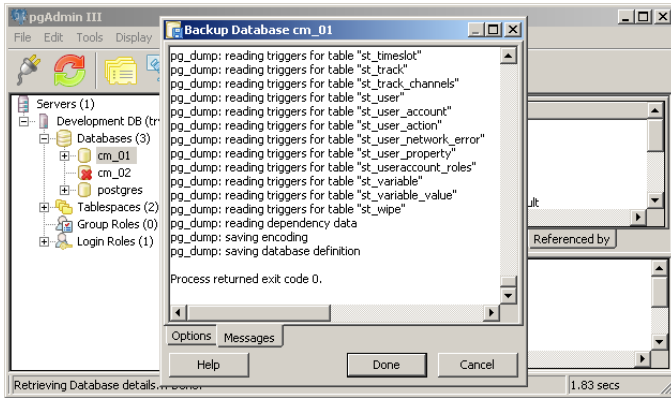 pgAdmin III
File Edit Tools Display
Servers (1)
Development DB (tr
Databases (3)
cm_01
cm_02
postgres
Tablespaces (2)
Group Roles (0)
Login Roles (1)
Backup Database cm_01
pg_dump: reading triggers for table "st_timeslot"
pg_dump: reading triggers for table "st_track"
pg_dump: reading triggers for table "st_track_channels"
pg_dump: reading triggers for table "st_user"
pg_dump: reading triggers for table "st_user_account"
pg_dump: reading triggers for table "st_user_action"
pg_dump: reading triggers for table "st_user_network_error"
pg_dump: reading triggers for table "st_user_property"
pg_dump: reading triggers for table "st_useraccount_roles"
pg_dump: reading triggers for table "st_variable"
pg_dump: reading triggers for table "st_variable_value"
pg_dump: reading triggers for table "st_wipe"
pg_dump: reading dependency data
pg_dump: saving encoding
pg_dump: saving database definition
Process returned exit code 0.
Options Messages
Help Done Cancel
ult
Referenced by
Retrieving Database details...
1.83 secs